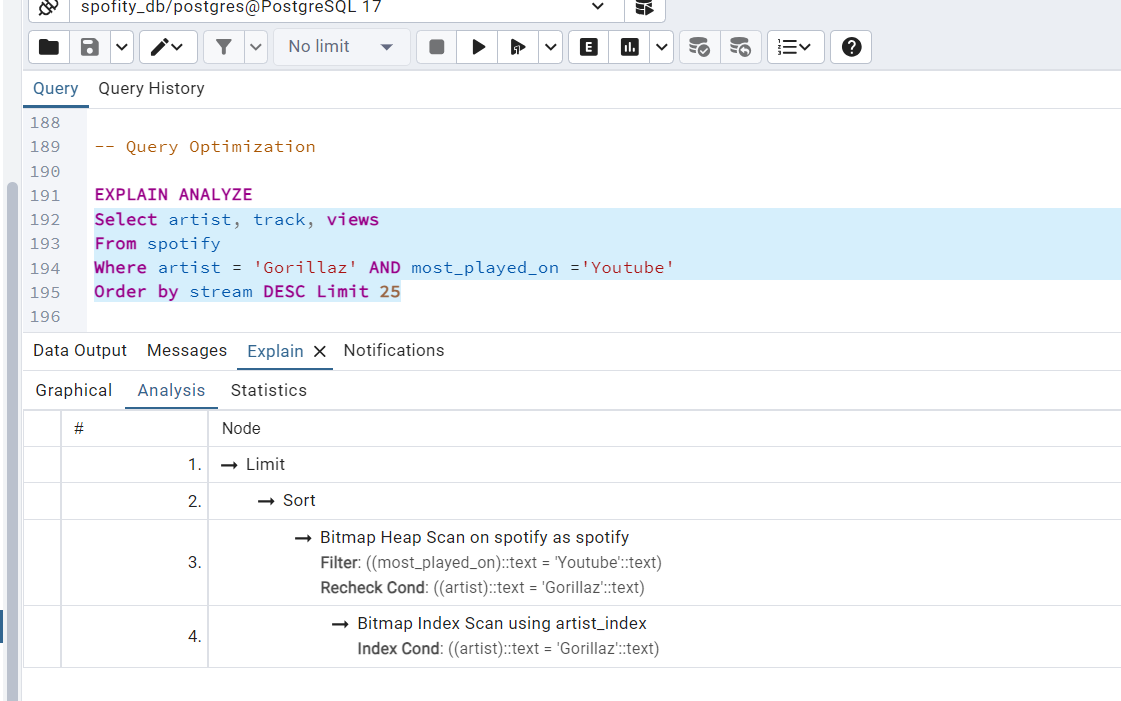 spofity_db/postgres@PostgreSQL 17
No limit
E
Query Query History
188
189 -- Query Optimization
190
191 EXPLAIN ANALYZE
192 Select artist, track, views
193 From spotify
194 Where artist = 'Gorillaz' AND most_played_on ='Youtube'
195 Order by stream DESC Limit 25
196
Data Output Messages Explain Notifications
Graphical Analysis Statistics
# Node
1. → Limit
2. → Sort
→ Bitmap Heap Scan on spotify as spotify
3. Filter: ((most_played_on)::text = 'Youtube'::text)
Recheck Cond: ((artist)::text = 'Gorillaz'::text)
→ Bitmap Index Scan using artist_index
4. Index Cond: ((artist)::text = 'Gorillaz'::text)